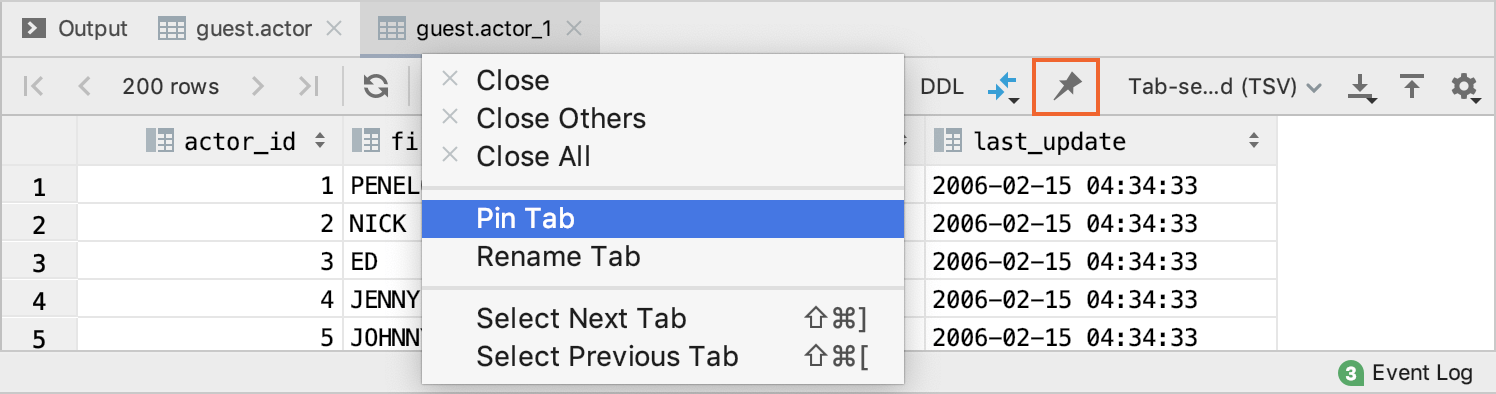 Output guest.actor guest.actor_1
200 rows DDL Tab-se...d (TSV)
Close
Close Others
Close All
Pin Tab
Rename Tab
Select Next Tab ⇧⌘]
Select Previous Tab ⇧⌘[
actor_id fi last_update
1 1 PENEL 2006-02-15 04:34:33
2 2 NICK 2006-02-15 04:34:33
3 3 ED 2006-02-15 04:34:33
4 4 JENNY 2006-02-15 04:34:33
5 5 JOHNN 2006-02-15 04:34:33
3 Event Log